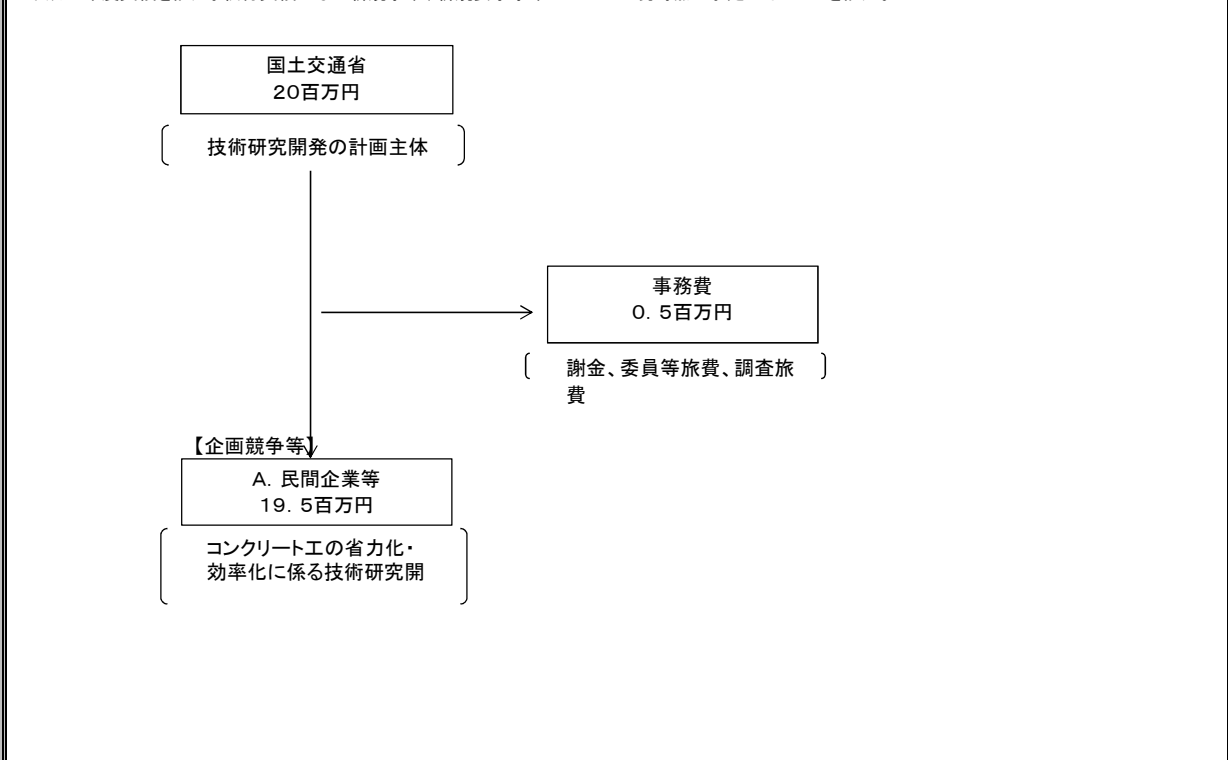 国土交通省
20百万円
技術研究開発の計画主体
事務費
0．5百万円
謝金、委員等旅費、調査旅
費
【企画競争等】
A．民間企業等
19．5百万円
コンクリート工の省力化・
効率化に係る技術研究開